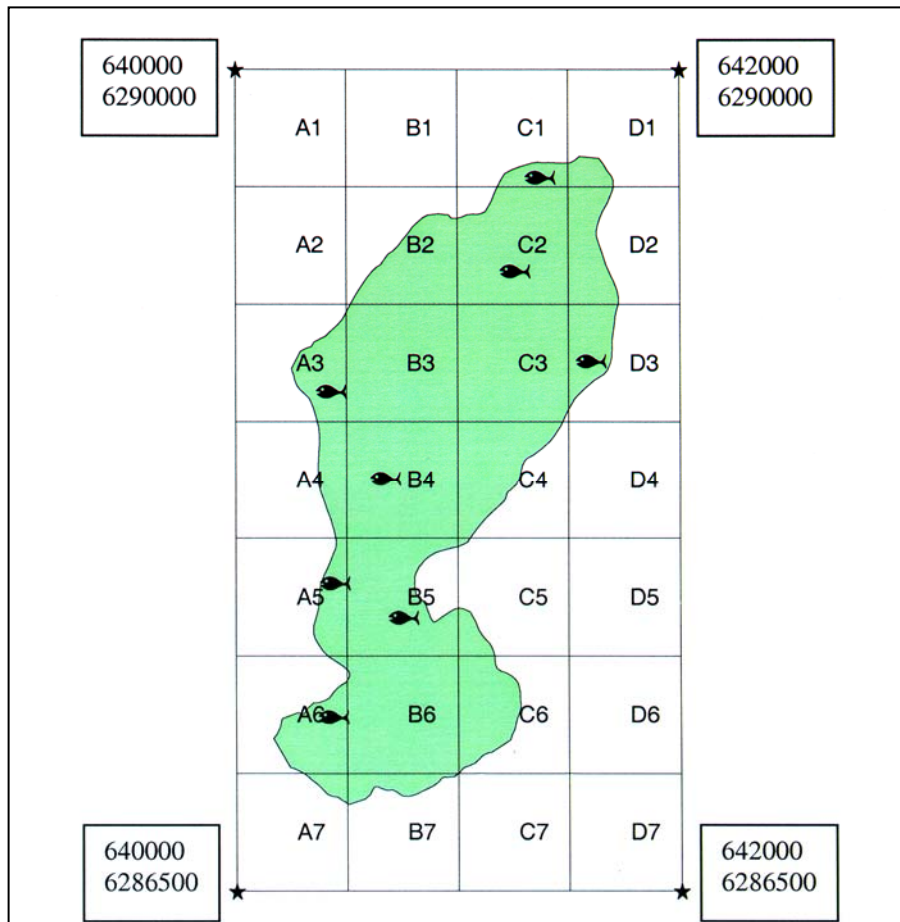 640000
6290000
642000
6290000
A1 B1 C1 D1
A2 B2 C2 D2
A3 B3 C3 D3
A4 B4 C4 D4
A5 B5 C5 D5
A6 B6 C6 D6
A7 B7 C7 D7
640000
6286500
642000
6286500